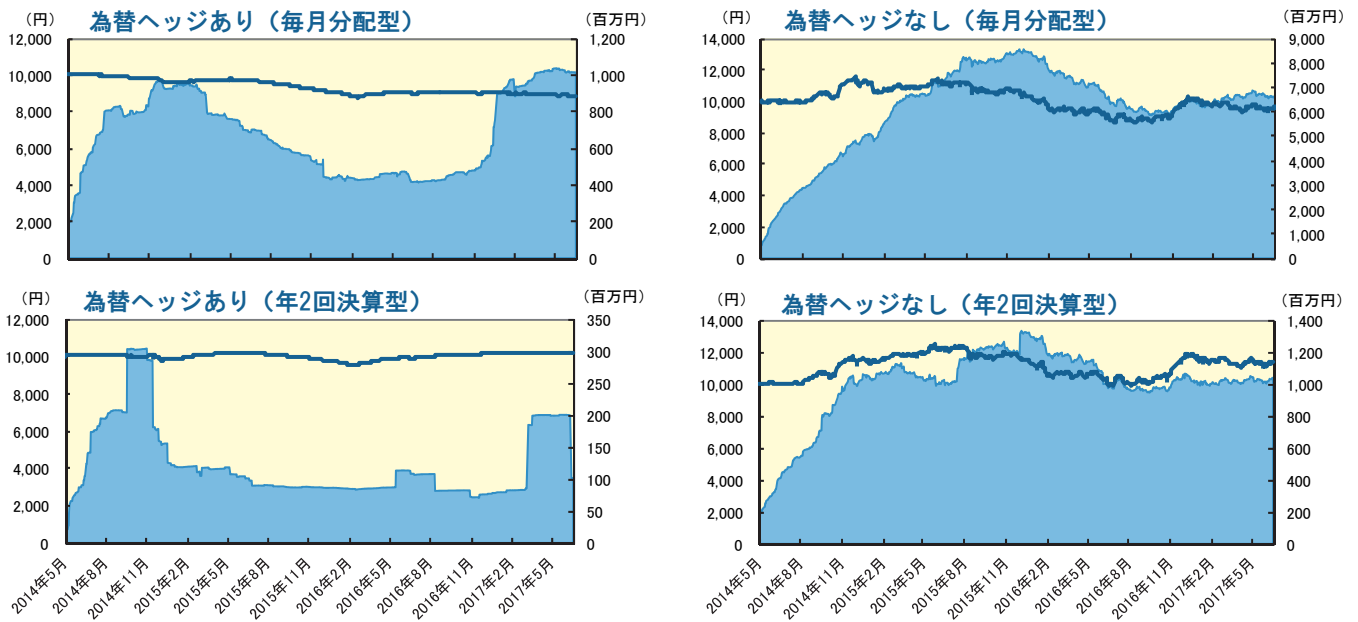 （円） 為替ヘッジあり（毎月分配型） （百万円）
12,000 1,200
10,000 1,000
8,000 800
6,000 600
4,000 400
2,000 200
0 0
（円） 為替ヘッジなし（毎月分配型） （百万円）
14,000 9,000
12,000 8,000
10,000 7,000
8,000 6,000
6,000 5,000
4,000 4,000
2,000 3,000
0 2,000
1,000
0
（円） 為替ヘッジあり（年2回決算型） （百万円）
12,000 350
10,000 300
8,000 250
6,000 200
4,000 150
2,000 100
0 50
0
2014年5月
2014年8月
2014年11月
2015年2月
2015年5月
2015年8月
2015年11月
2016年2月
2016年5月
2016年8月
2016年11月
2017年2月
2017年5月
（円） 為替ヘッジなし（年2回決算型） （百万円）
14,000 1,400
12,000 1,200
10,000 1,000
8,000 800
6,000 600
4,000 400
2,000 200
0 0
2014年5月
2014年8月
2014年11月
2015年2月
2015年5月
2015年8月
2015年11月
2016年2月
2016年5月
2016年8月
2016年11月
2017年2月
2017年5月